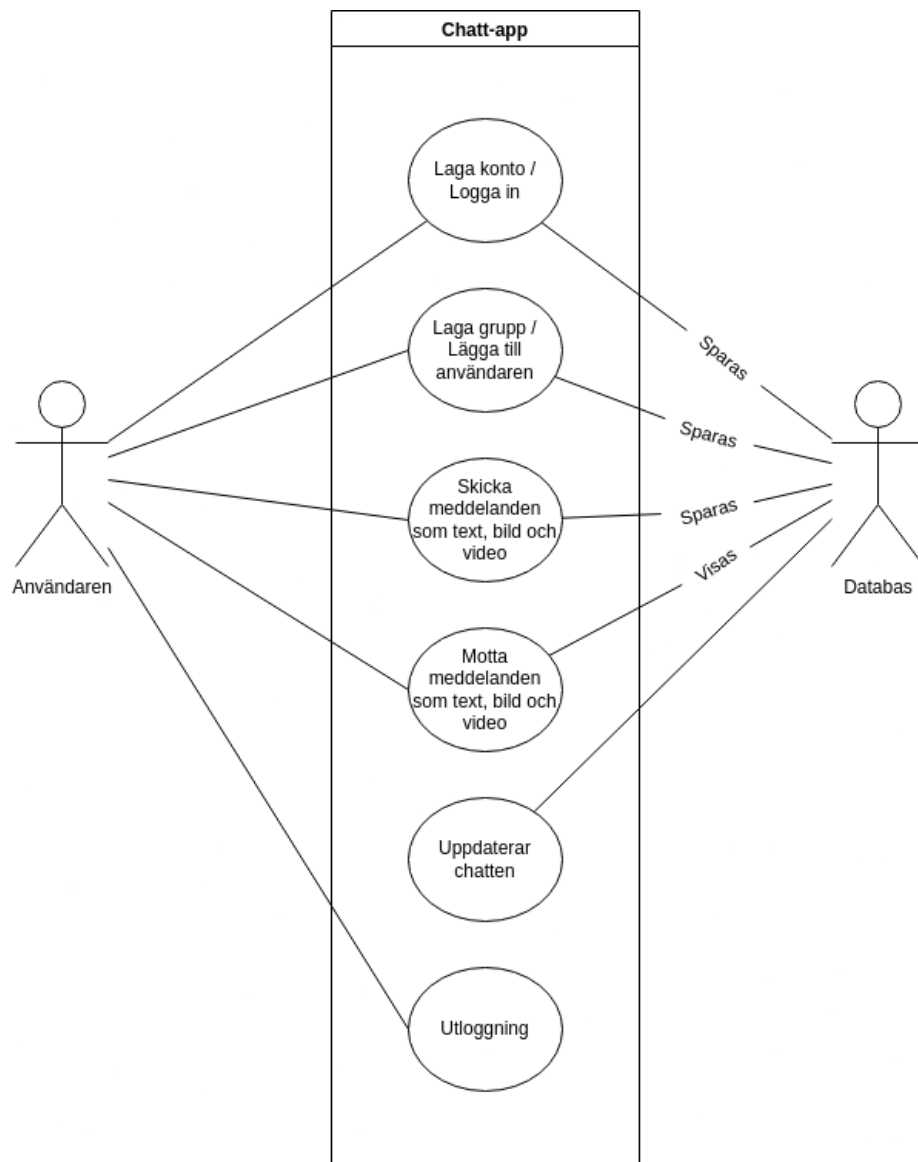 Chatt-app
Laga konto /
Logga in
Sparas
Laga grupp /
Lägga till
användaren
Sparas
Skicka
meddelanden
som text, bild och
video
Sparas
Visas
Användaren
Databas
Motta
meddelanden
som text, bild och
video
Uppdaterar
chatten
Utloggning